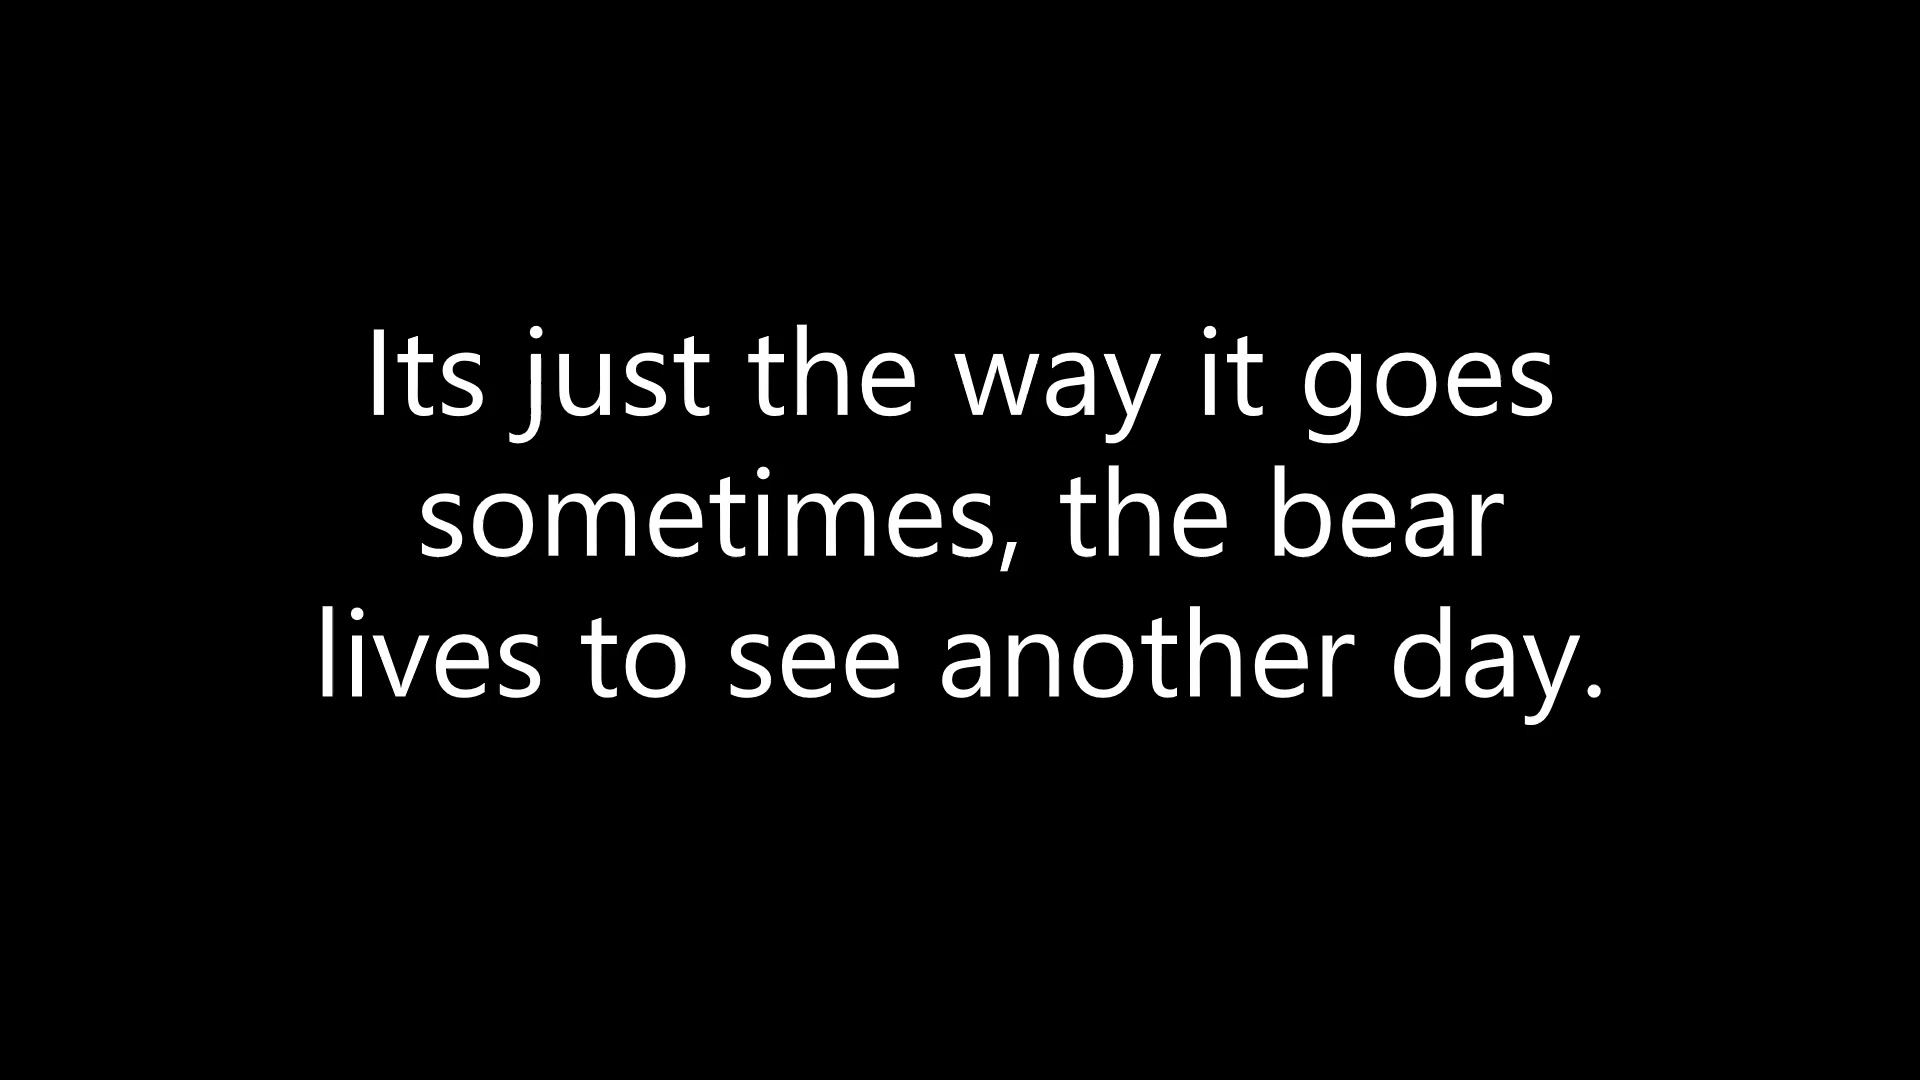 Its just the way it goes
sometimes, the bear
lives to see another day.